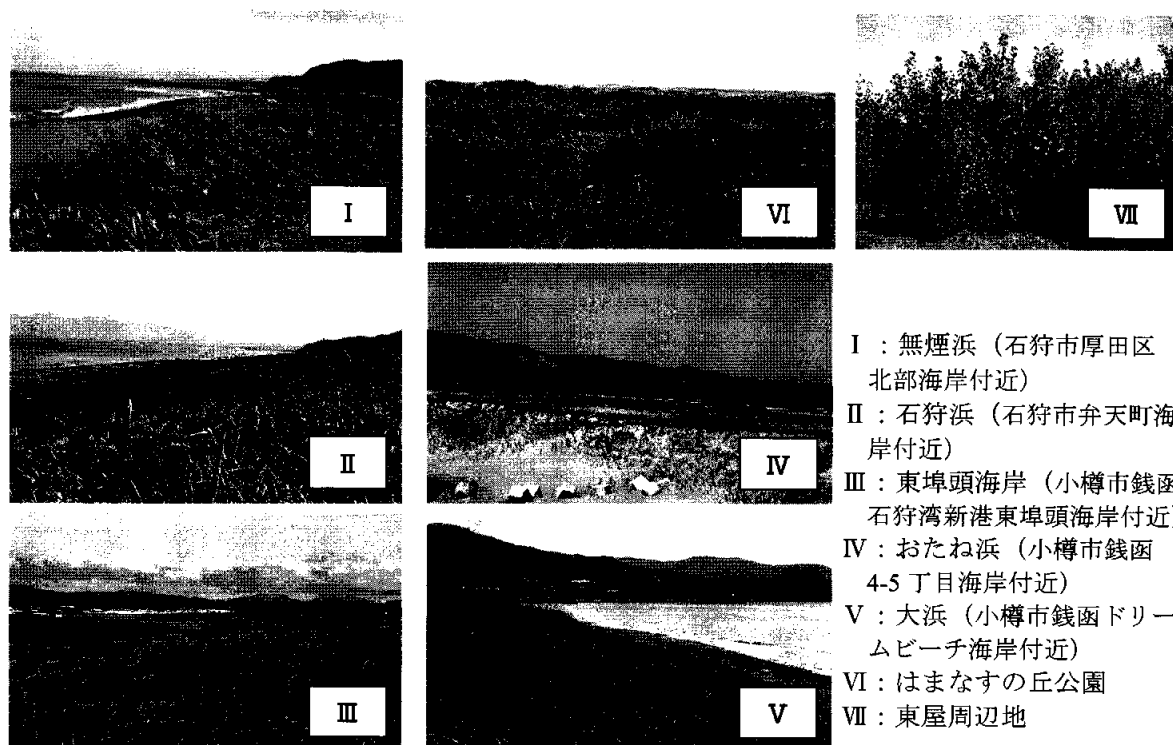 I
VI
VII
II
IV
III
V
I：無煙浜（石狩市厚田区
北部海岸付近）
II：石狩浜（石狩市弁天町海
岸付近）
III：東埠頭海岸（小樽市銭函
石狩湾新港東埠頭海岸付近）
IV：おたね浜（小樽市銭函
4-5 丁目海岸付近）
V：大浜（小樽市銭函ドリー
ムビーチ海岸付近）
VI：はまなすの丘公園
VII：東屋周辺地